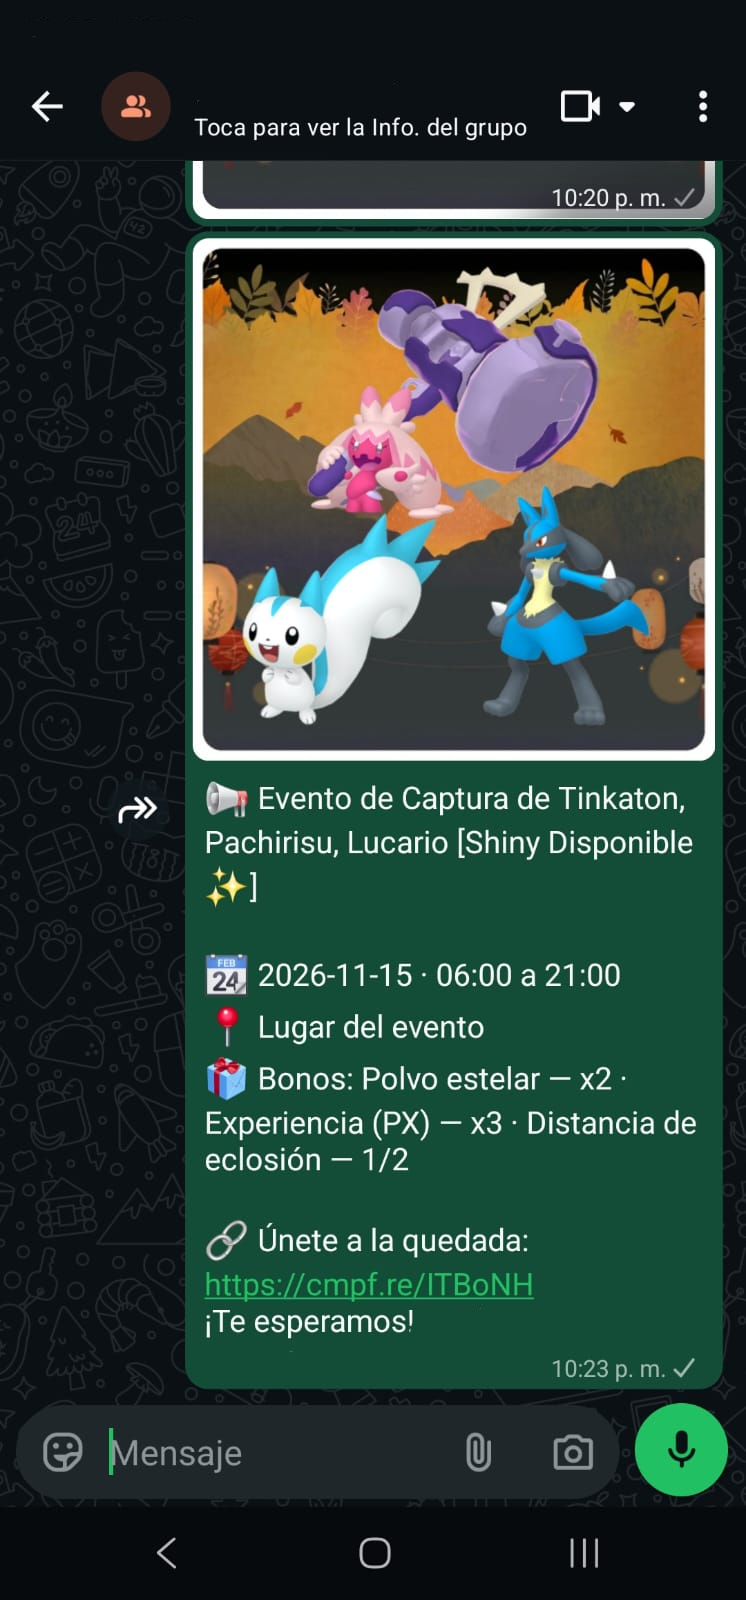 Toca para ver la Info. del grupo
10:20 p. m.
📢 Evento de Captura de Tinkaton,
Pachirisu, Lucario [Shiny Disponible
✨]
📆 2026-11-15 · 06:00 a 21:00
📍 Lugar del evento
🎁 Bonos: Polvo estelar — x2 ·
Experiencia (PX) — x3 · Distancia de
eclosión — 1/2
🔗 Únete a la quedada:
https://cmpf.re/ITBoNH
¡Te esperamos!
10:23 p. m.
Mensaje